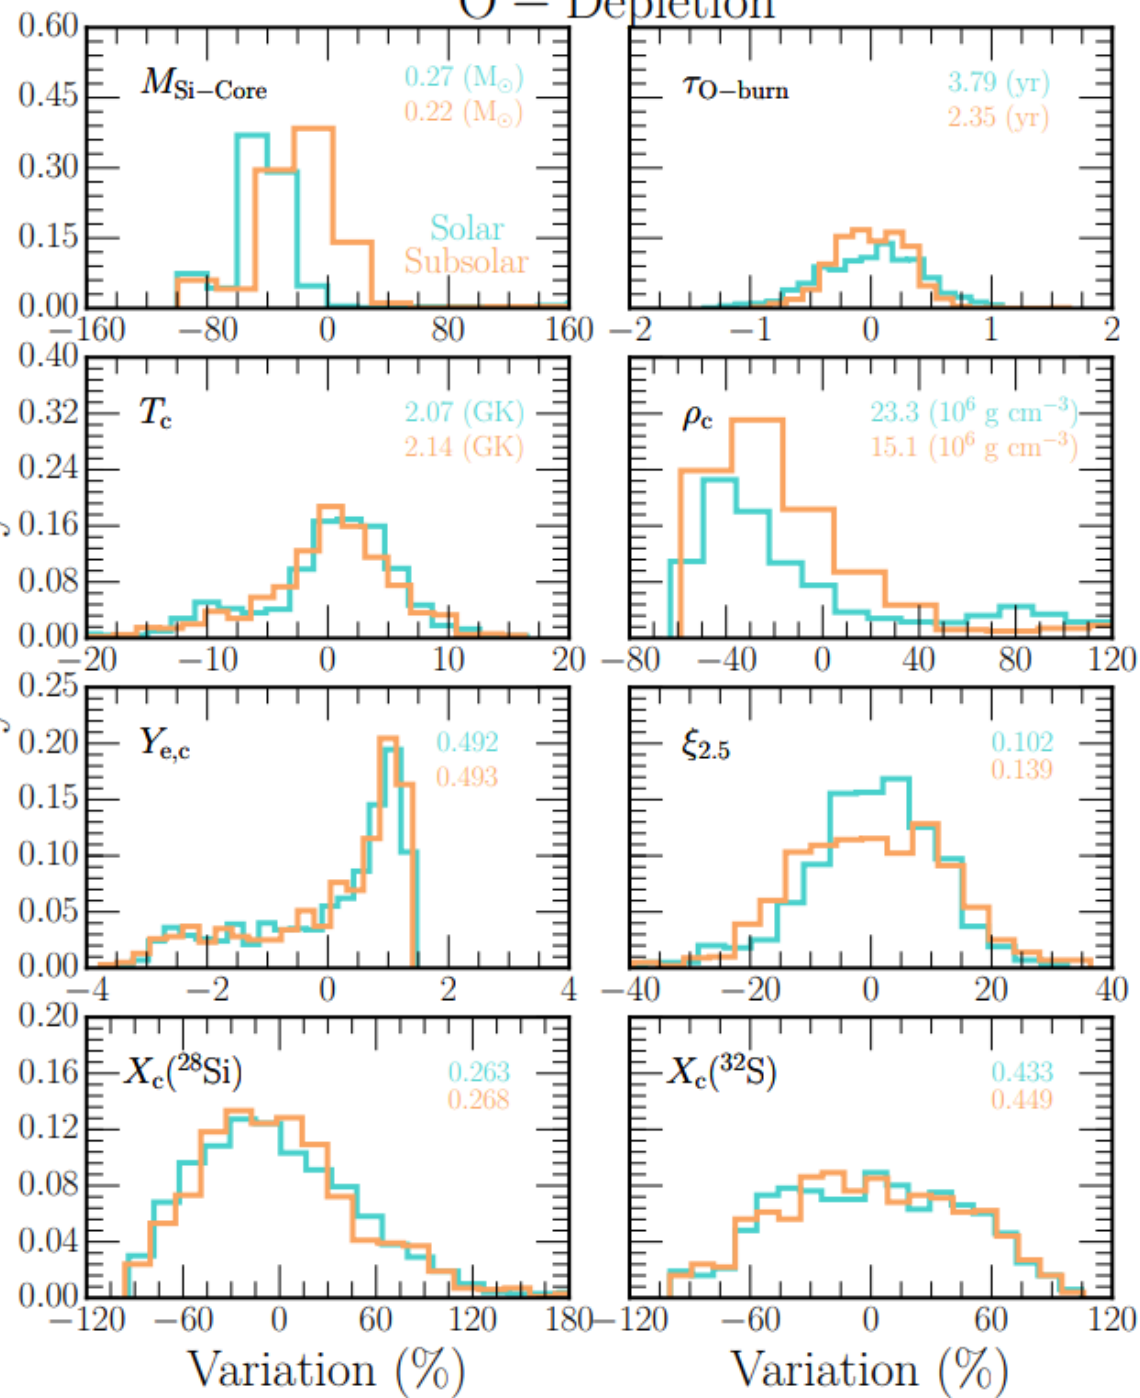 O − Depletion
0.60
0.45
0.30
0.15
0.00
M_Si−Core
0.27 (M⊙)
0.22 (M⊙)
Solar
Subsolar
−160 −80 0 80 160
τ_O−burn
3.79 (yr)
2.35 (yr)
−2 −1 0 1 2
0.40
0.32
0.24
0.16
0.08
0.00
T_c
2.07 (GK)
2.14 (GK)
−20 −10 0 10 20
ρ_c
23.3 (10⁶ g cm⁻³)
15.1 (10⁶ g cm⁻³)
−80 −40 0 40 80 120
0.25
0.20
0.15
0.10
0.05
0.00
Y_e,c
0.492
0.493
−4 −2 0 2 4
ξ_2.5
0.102
0.139
−40 −20 0 20 40
0.20
0.16
0.12
0.08
0.04
0.00
X_c(²⁸Si)
0.263
0.268
−120 −60 0 60 120 180
Variation (%)
X_c(³²S)
0.433
0.449
−120 −60 0 60 120
Variation (%)